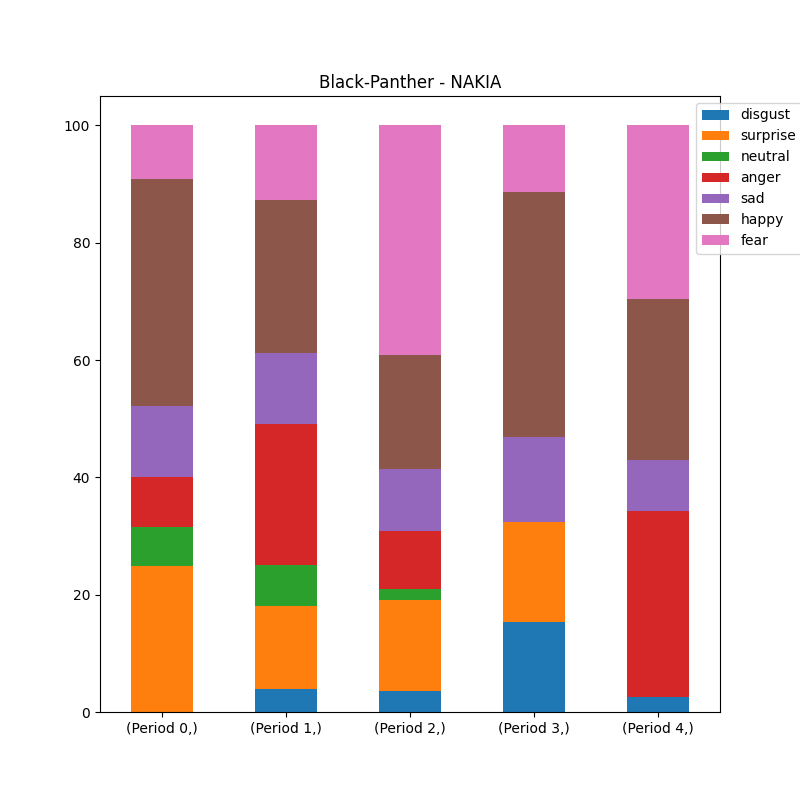 Black-Panther - NAKIA
100
80
60
40
20
0
disgust
surprise
neutral
anger
sad
happy
fear
(Period 0,) (Period 1,) (Period 2,) (Period 3,) (Period 4,)